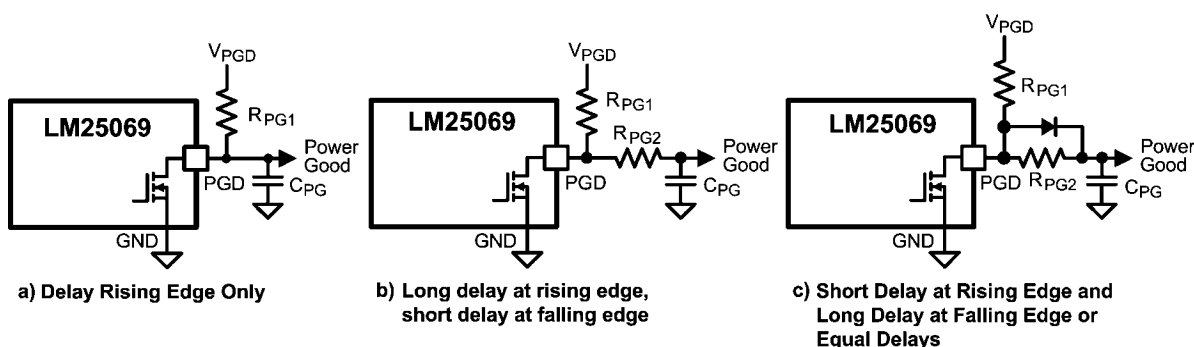 VPGD
RPG1
LM25069
Power
Good
PGD
CPG
GND
a) Delay Rising Edge Only
VPGD
RPG1
LM25069
RPG2
Power
Good
PGD
CPG
GND
b) Long delay at rising edge,
short delay at falling edge
VPGD
RPG1
LM25069
Power
Good
PGD
RPG2
CPG
GND
c) Short Delay at Rising Edge and
Long Delay at Falling Edge or
Equal Delays